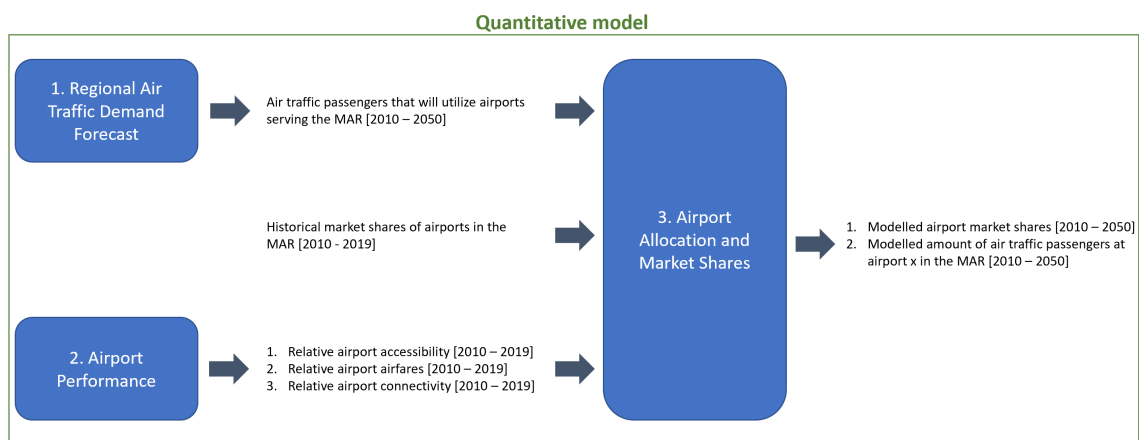 Quantitative model
1. Regional Air
Traffic Demand
Forecast
Air traffic passengers that will utilize airports
serving the MAR [2010 – 2050]
Historical market shares of airports in the
MAR [2010 - 2019]
2. Airport
Performance
1. Relative airport accessibility [2010 – 2019]
2. Relative airport airfares [2010 – 2019]
3. Relative airport connectivity [2010 – 2019]
3. Airport
Allocation and
Market Shares
1. Modelled airport market shares [2010 – 2050]
2. Modelled amount of air traffic passengers at
airport x in the MAR [2010 – 2050]